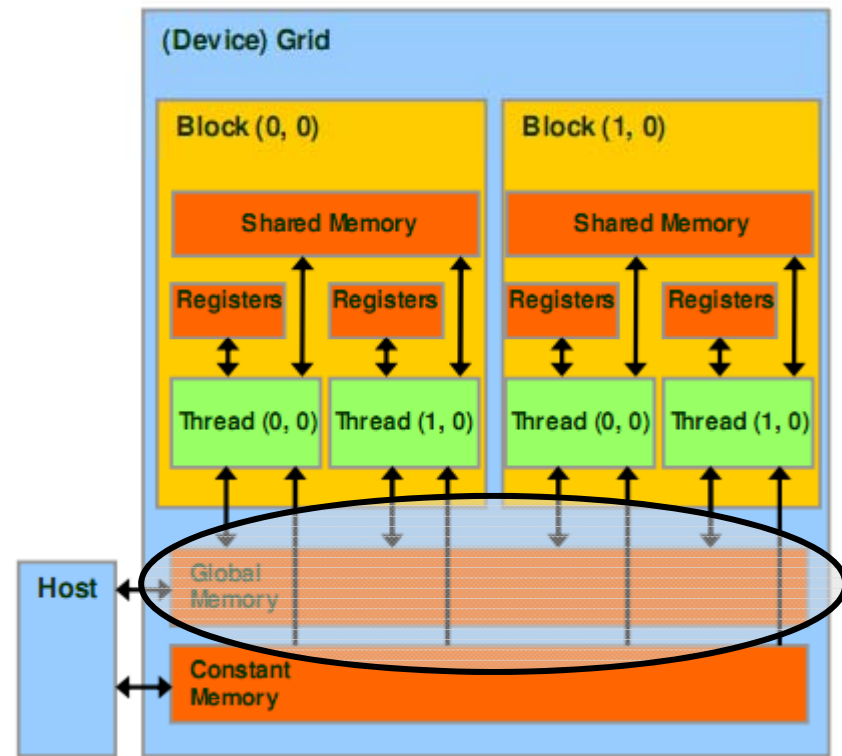 (Device) Grid
Block (0, 0)
Block (1, 0)
Shared Memory
Shared Memory
Registers
Registers
Registers
Registers
Thread (0, 0)
Thread (1, 0)
Thread (0, 0)
Thread (1, 0)
Host
Global
Memory
Constant
Memory